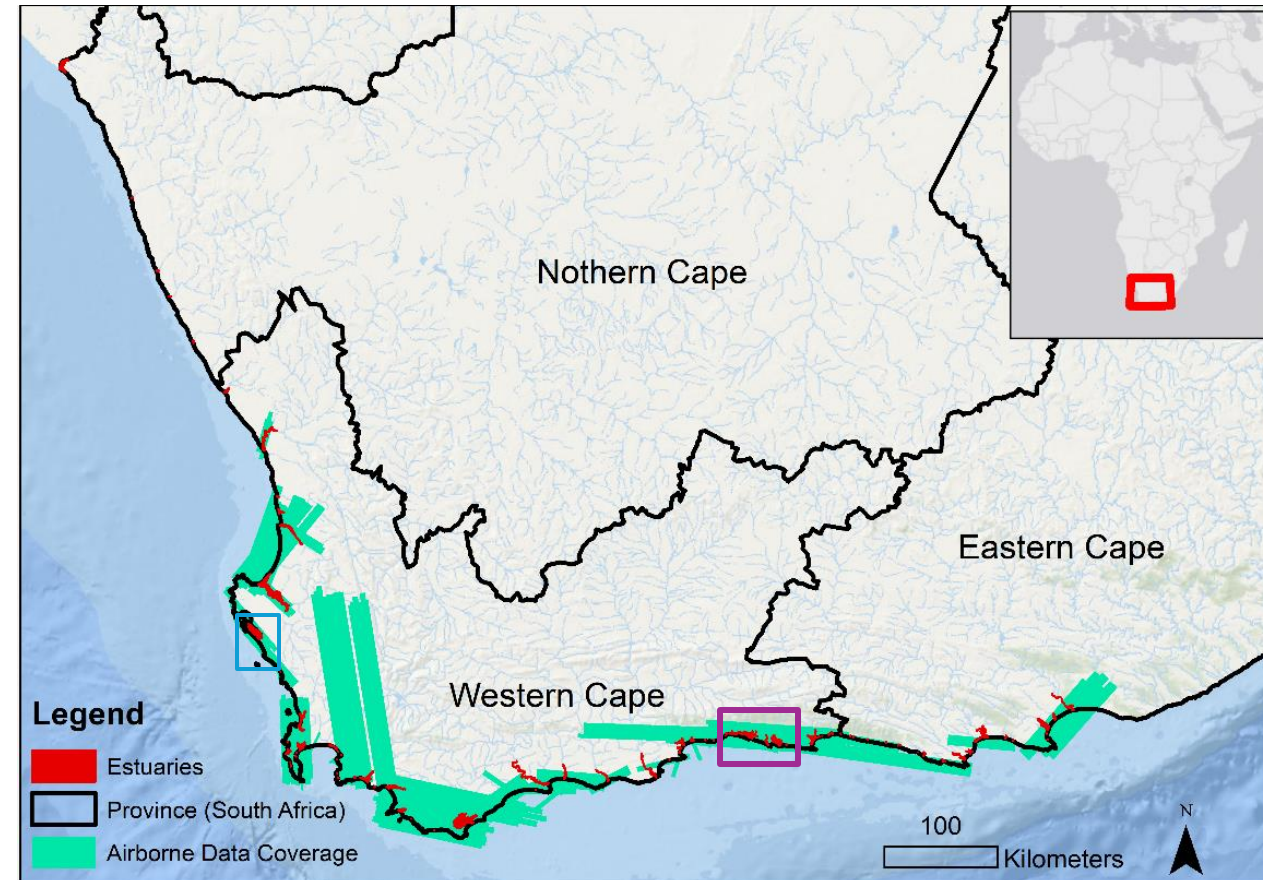 Nothern Cape
Eastern Cape
Western Cape
Legend
Estuaries
Province (South Africa)
Airborne Data Coverage
100
Kilometers
N